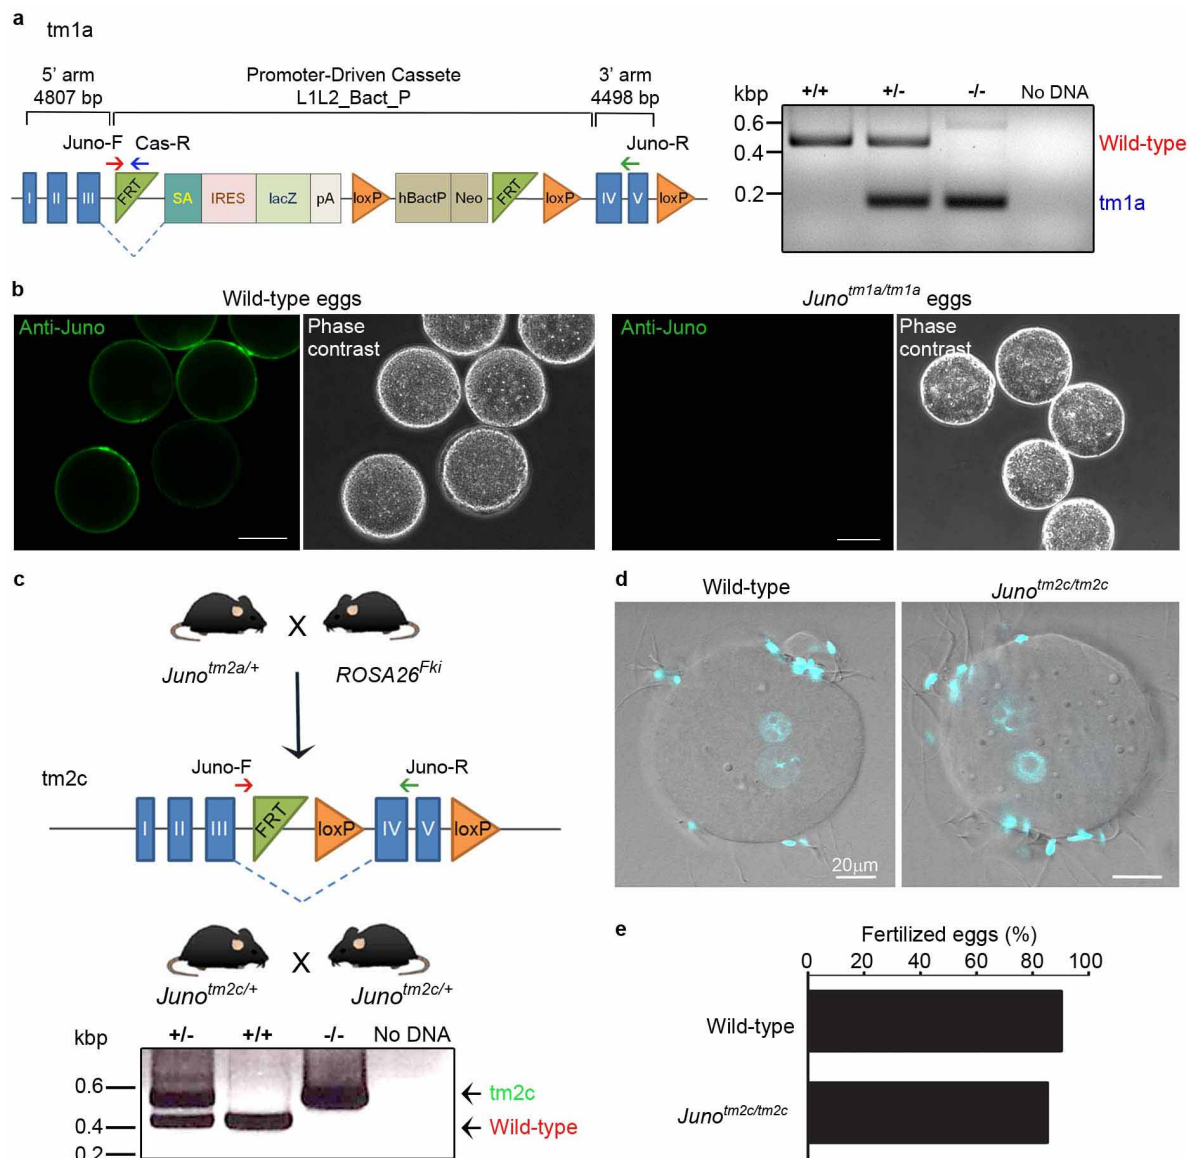 a
tm1a
5’ arm
4807 bp
Promoter-Driven Cassete
L1L2_Bact_P
3’ arm
4498 bp
Juno-F
Cas-R
Juno-R
I II III FRT SA IRES lacZ pA loxP hBactP Neo FRT loxP IV V loxP
kbp +/+ +/- -/- No DNA
0.6
0.4
0.2
Wild-type
tm1a
b
Wild-type eggs
Anti-Juno
Phase
contrast
Juno^tm1a/tm1a eggs
Anti-Juno
Phase
contrast
c
X
Juno^tm2a/+ ROSA26^Fki
tm2c
Juno-F
Juno-R
I II III FRT loxP IV V loxP
X
Juno^tm2c/+ Juno^tm2c/+
kbp +/- +/+ -/- No DNA
0.6
0.4
0.2
tm2c
Wild-type
d
Wild-type
Juno^tm2c/tm2c
20μm
e
Fertilized eggs (%)
0 20 40 60 80 100
Wild-type
Juno^tm2c/tm2c